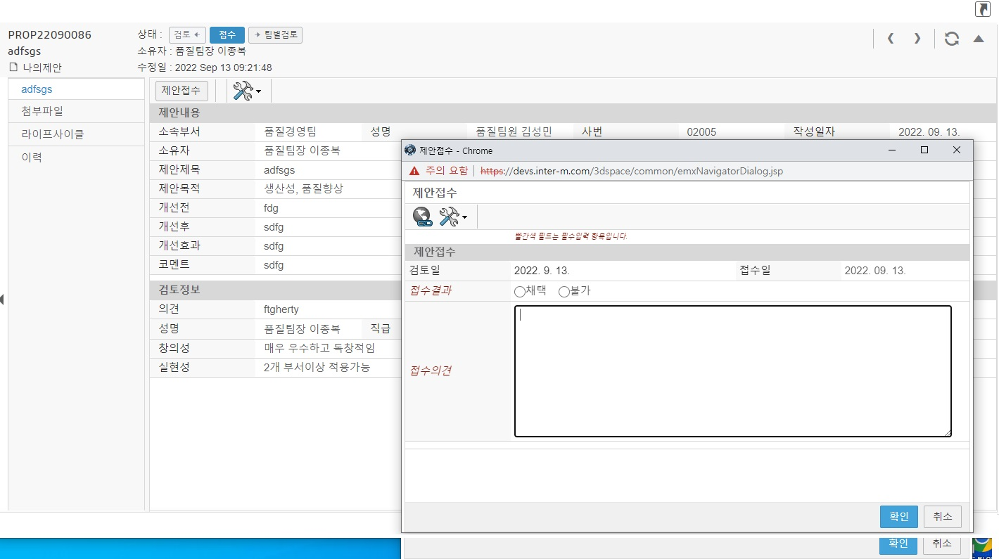 PROP22090086
adfsgs
나의제안
상태 : 검토 접수 팀별검토
소유자 : 품질팀장 이종복
수정일 : 2022 Sep 13 09:21:48
adfsgs
첨부파일
라이프사이클
이력
제안접수
제안내용
소속부서 품질경영팀 성명 품질팀원 김성민 사번 02005 작성일자 2022. 09. 13.
소유자 품질팀장 이종복
제안제목 adfsgs
제안목적 생산성, 품질향상
개선전 fdg
개선후 sdfg
개선효과 sdfg
코멘트 sdfg
검토정보
의견 ftgherty
성명 품질팀장 이종복 직급
창의성 매우 우수하고 독창적임
실현성 2개 부서이상 적용가능
제안접수 - Chrome
주의 요함 https://devs.inter-m.com/3dspace/common/emxNavigatorDialog.jsp
제안접수
빨간색 필드는 필수입력 항목입니다.
제안접수
검토일 2022. 9. 13. 접수일 2022. 09. 13.
접수결과 채택 불가
접수의견
확인 취소
확인 취소